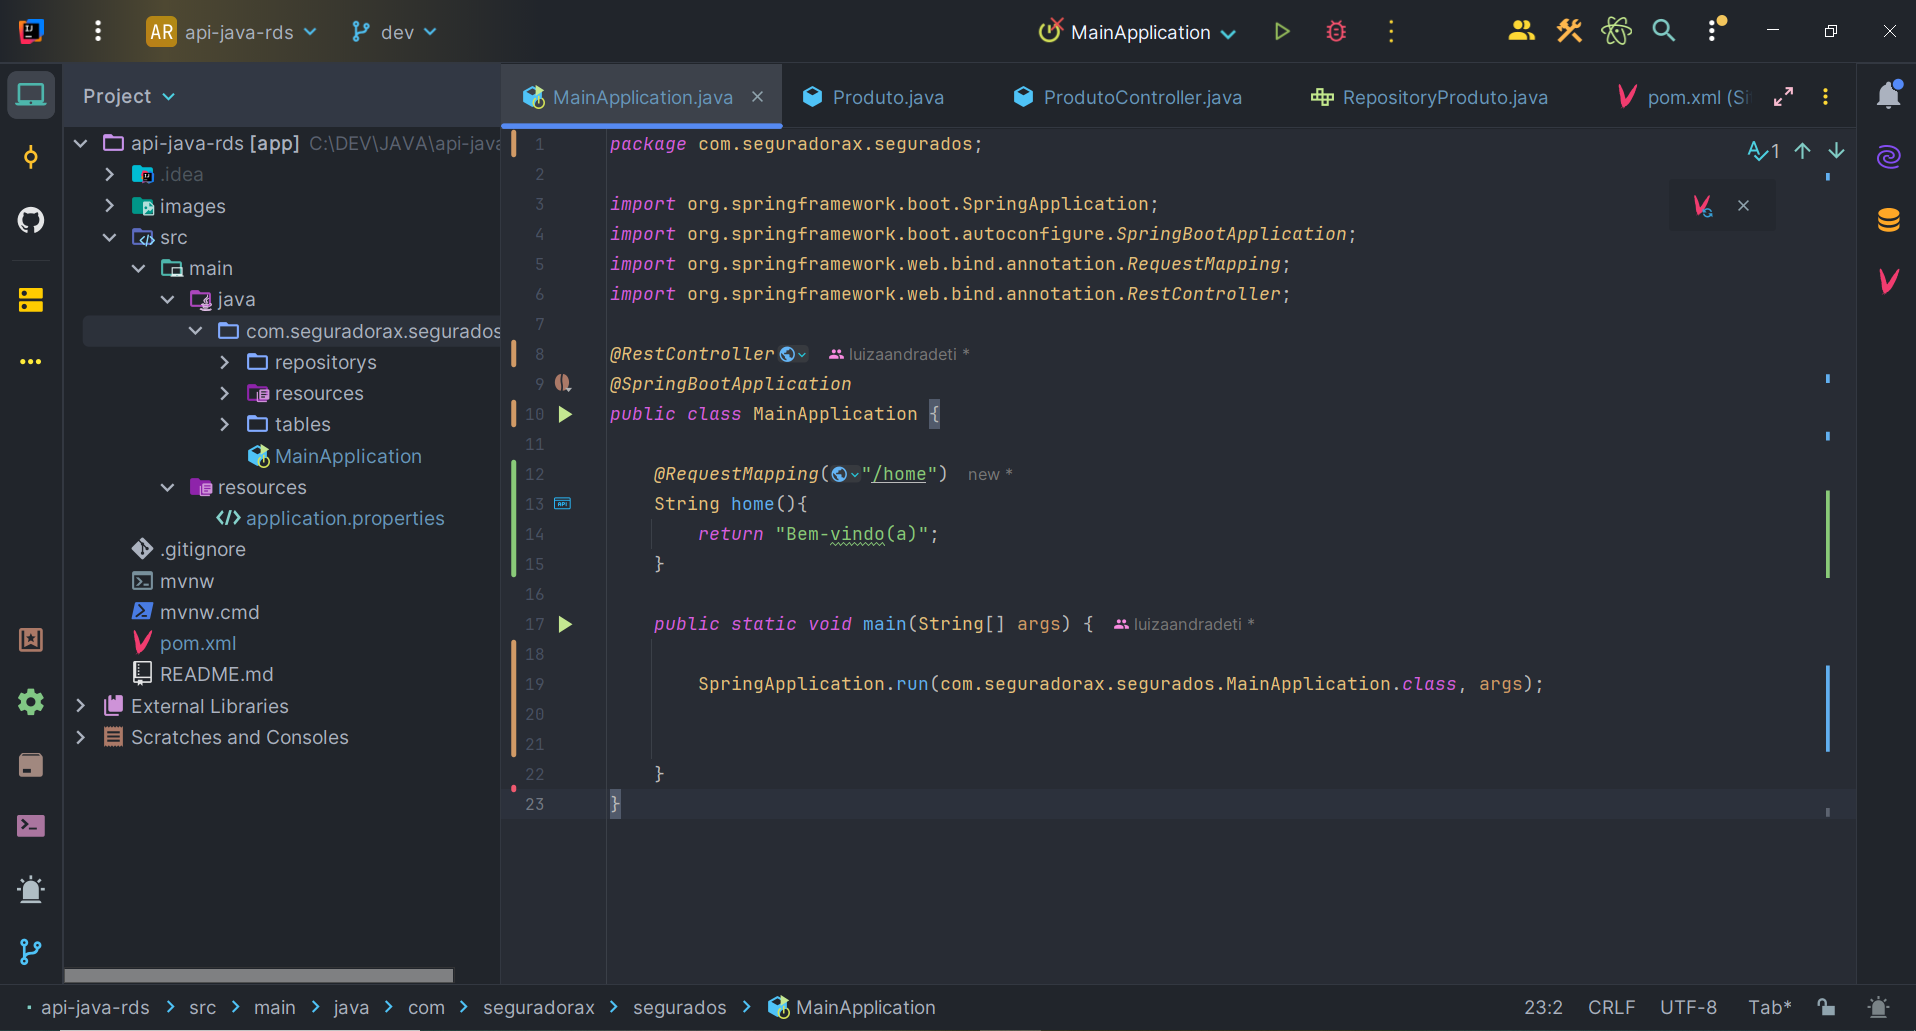 AR api-java-rds dev MainApplication
Project MainApplication.java Produto.java ProdutoController.java RepositoryProduto.java pom.xml
api-java-rds [app] C:\DEV\JAVA\api-java
.idea
images
src
main
java
com.seguradorax.segurados
repositorys
resources
tables
MainApplication
resources
application.properties
.gitignore
mvnw
mvnw.cmd
pom.xml
README.md
External Libraries
Scratches and Consoles
1 package com.seguradorax.segurados;
2
3 import org.springframework.boot.SpringApplication;
4 import org.springframework.boot.autoconfigure.SpringBootApplication;
5 import org.springframework.web.bind.annotation.RequestMapping;
6 import org.springframework.web.bind.annotation.RestController;
7
8 @RestController luizaandradeti *
9 @SpringBootApplication
10 public class MainApplication {
11
12 @RequestMapping("/home") new *
13 String home(){
14 return "Bem-vindo(a)";
15 }
16
17 public static void main(String[] args) { luizaandradeti *
18
19 SpringApplication.run(com.seguradorax.segurados.MainApplication.class, args);
20
21
22 }
23 }
1
API
api-java-rds > src > main > java > com > seguradorax > segurados > MainApplication
23:2 CRLF UTF-8 Tab*